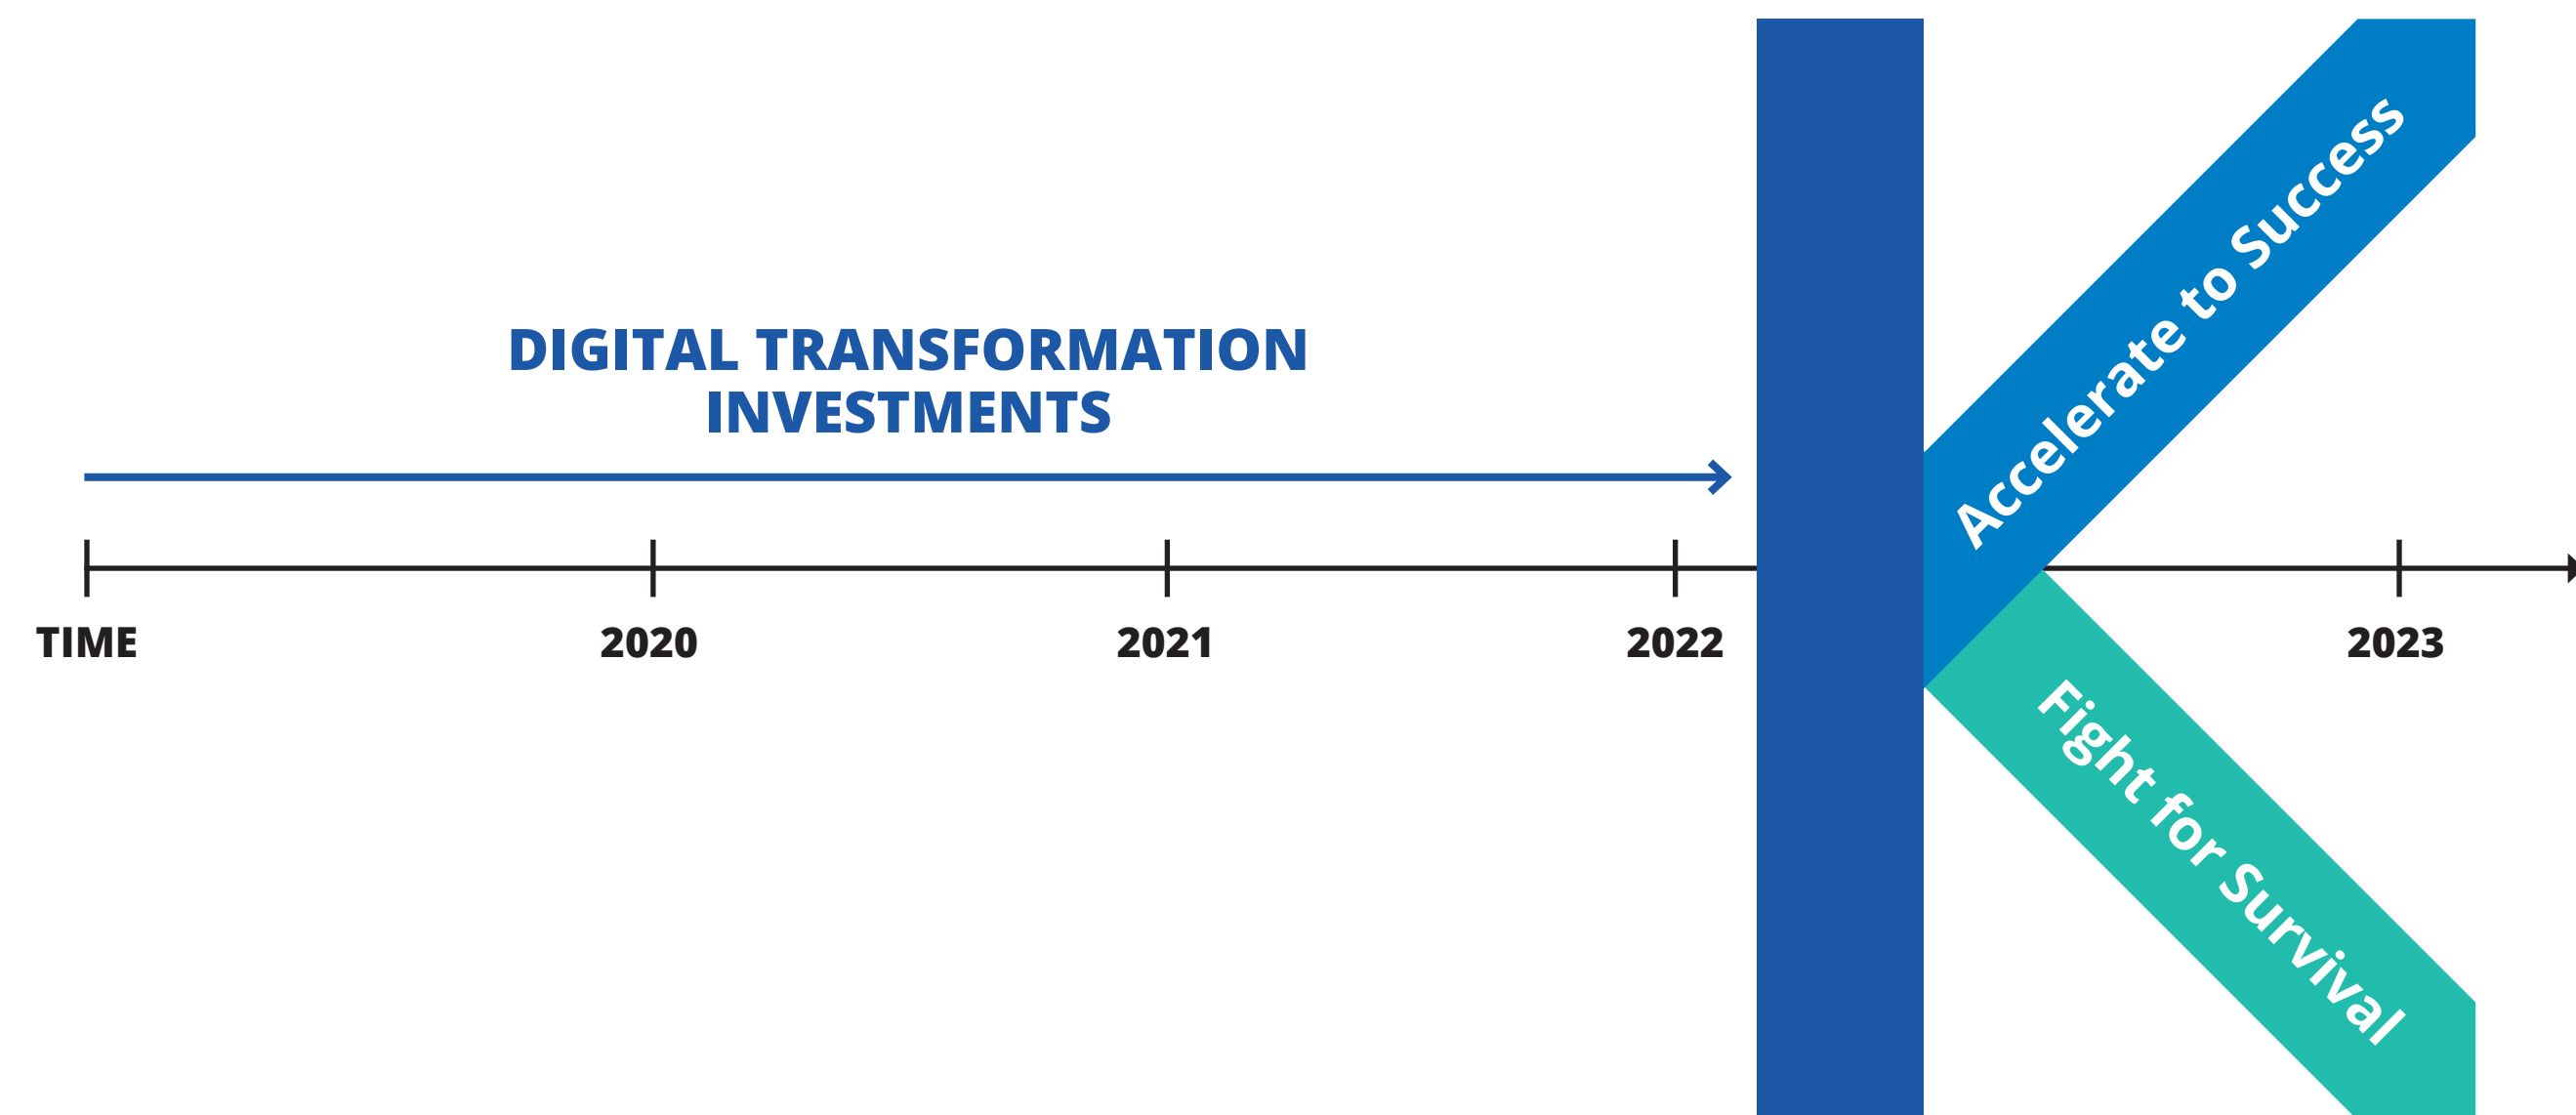 DIGITAL TRANSFORMATION
INVESTMENTS
Accelerate to Success
TIME
2020
2021
2022
2023
Fight for Survival